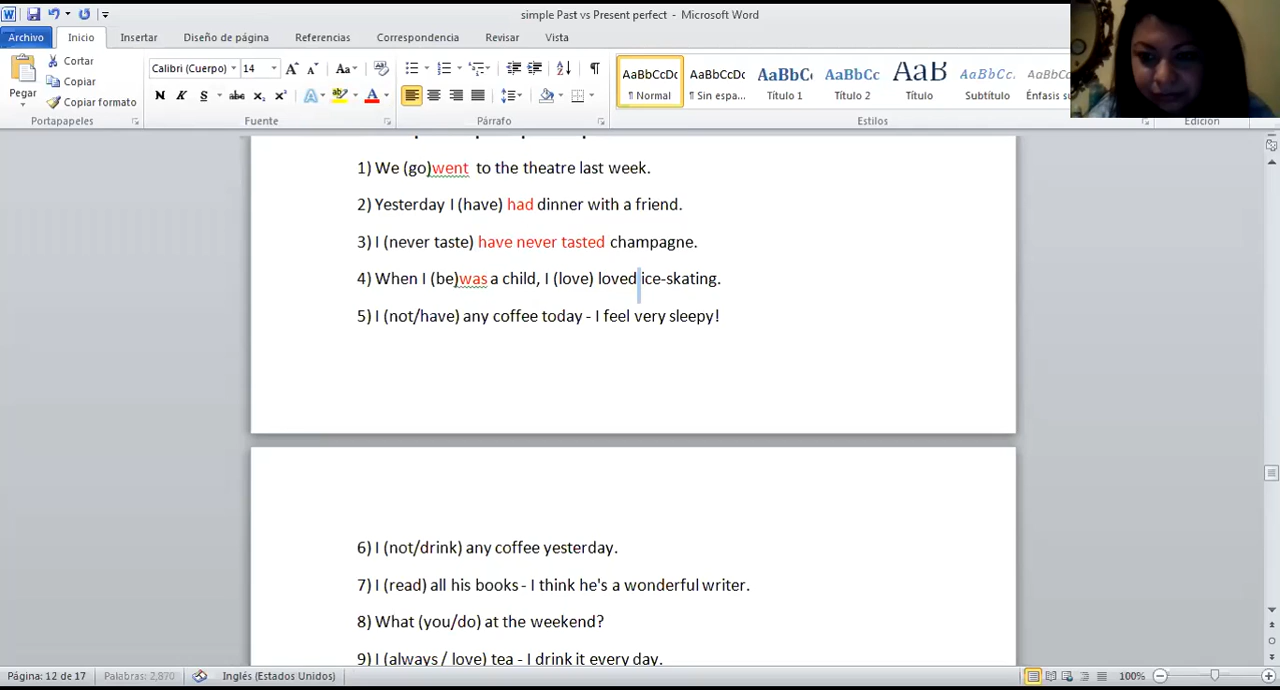 simple Past vs Present perfect - Microsoft Word
Archivo Inicio Insertar Diseño de página Referencias Correspondencia Revisar Vista
Pegar
Cortar
Copiar
Copiar formato
Calibri (Cuerpo) 14
N K S abc x₂ x² A A
AaBbCcDc AaBbCcDc AaBbC AaBbCc AaB AaBbCc. AaBbCc
¶ Normal ¶ Sin espa... Título 1 Título 2 Título Subtítulo Énfasis
Portapapeles Fuente Párrafo Estilos Edición
1) We (go)went to the theatre last week.
2) Yesterday I (have) had dinner with a friend.
3) I (never taste) have never tasted champagne.
4) When I (be)was a child, I (love) loved ice-skating.
5) I (not/have) any coffee today - I feel very sleepy!
6) I (not/drink) any coffee yesterday.
7) I (read) all his books - I think he's a wonderful writer.
8) What (you/do) at the weekend?
9) I (always / love) tea - I drink it every day.
Página: 12 de 17 Palabras: 2,870 Inglés (Estados Unidos) 100%